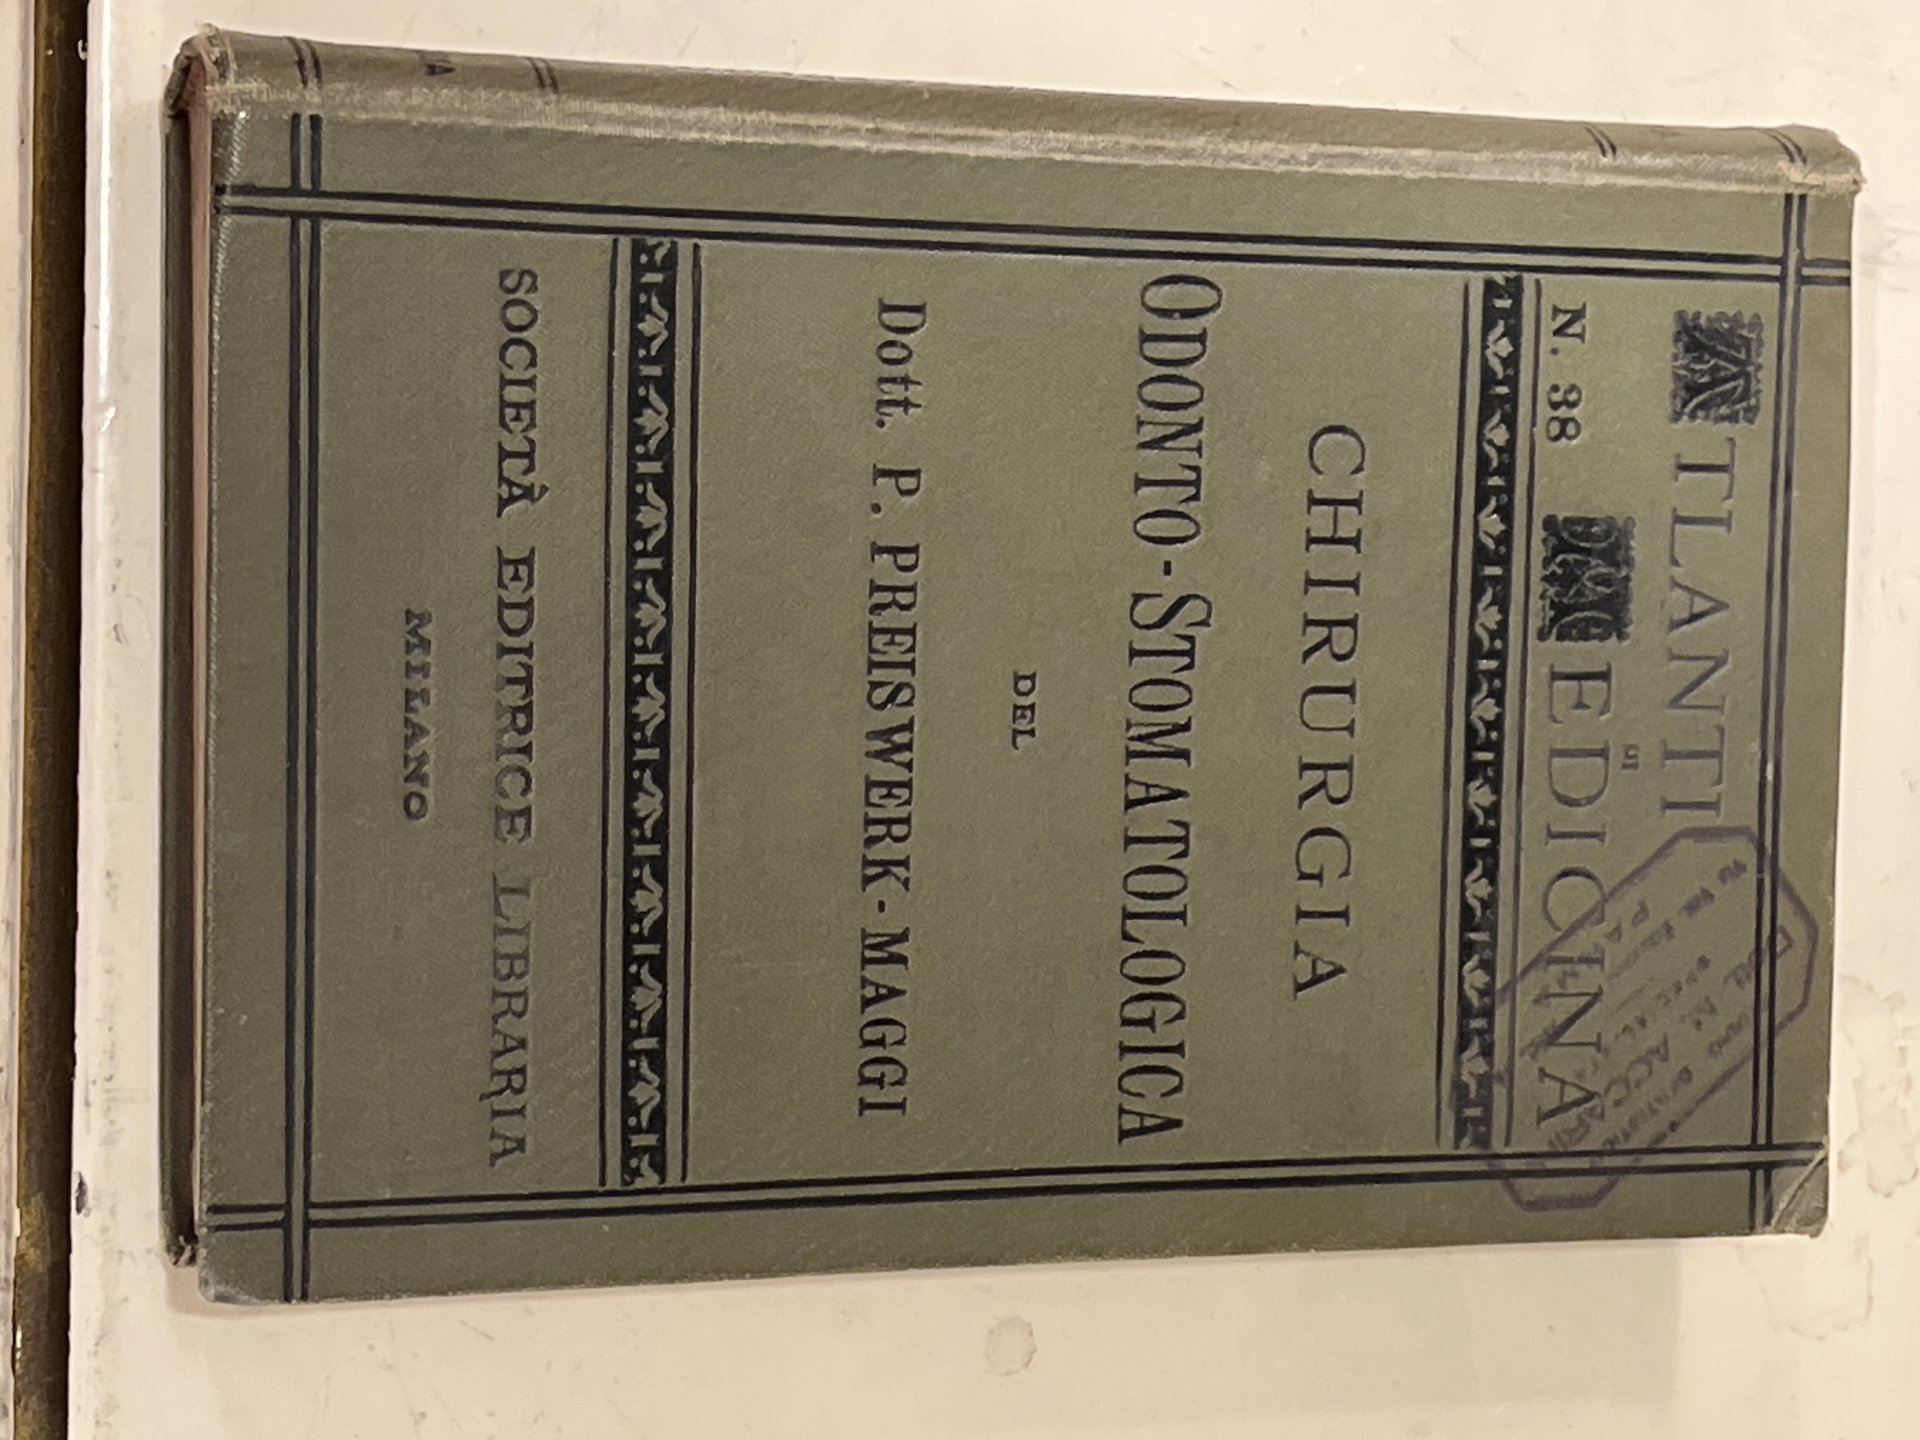 ATLANTI
DI
N. 38 MEDICINA
CHIRURGIA
ODONTO-STOMATOLOGICA
DEL
Dott. P. PREISWERK-MAGGI
SOCIETÀ EDITRICE LIBRARIA
MILANO